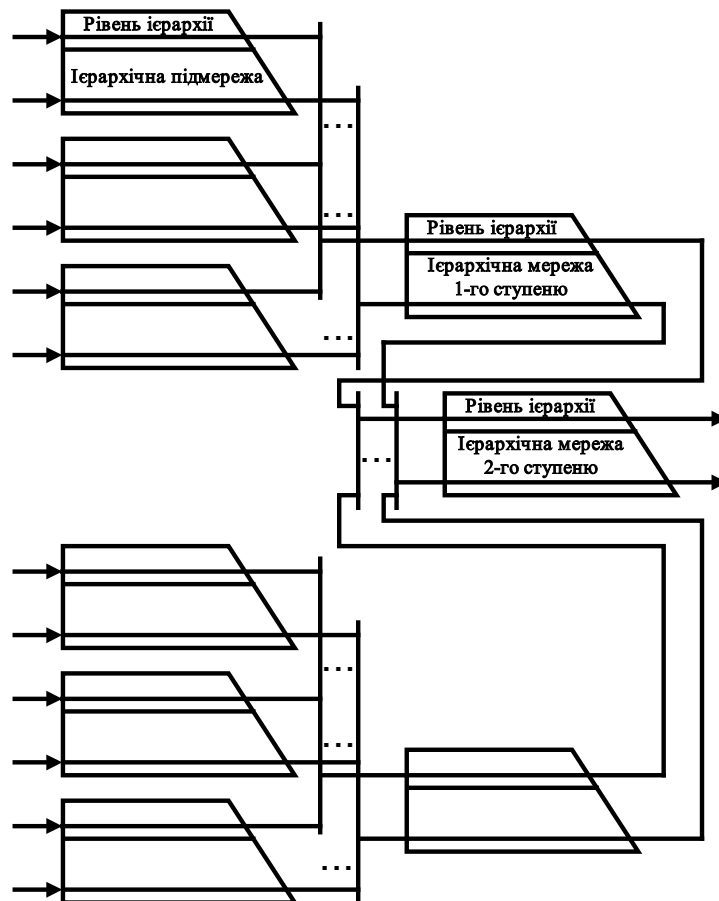 Рівень ієрархії
Ієрархічна підмережа
...
...
Рівень ієрархії
Ієрархічна мережа
1-го ступеню
...
Рівень ієрархії
Ієрархічна мережа
2-го ступеню
...
...
...
...